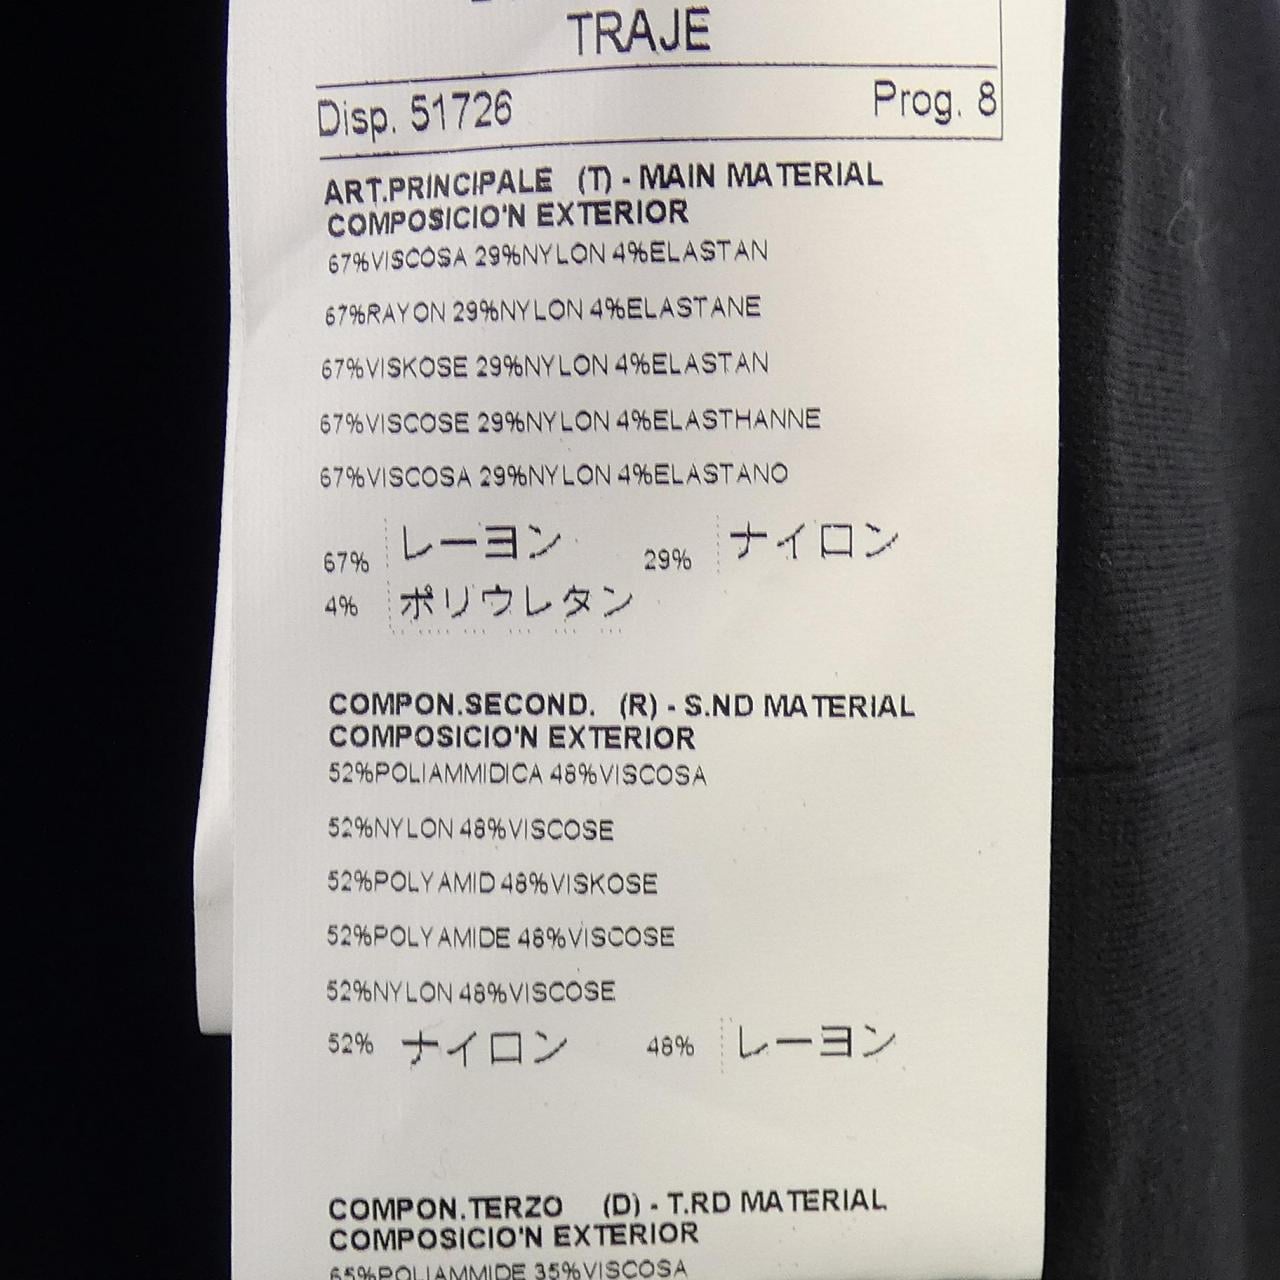 TRAJE
Disp. 51726 Prog. 8
ART.PRINCIPALE (T) - MAIN MATERIAL
COMPOSICIO'N EXTERIOR
67%VISCOSA 29%NYLON 4%ELASTAN
67%RAYON 29%NYLON 4%ELASTANE
67%VISKOSE 29%NYLON 4%ELASTAN
67%VISCOSE 29%NYLON 4%ELASTHANNE
67%VISCOSA 29%NYLON 4%ELASTANO
67% レーヨン 29% ナイロン
4% ポリウレタン
COMPON.SECOND. (R) - S.ND MATERIAL
COMPOSICIO'N EXTERIOR
52%POLIAMMIDICA 48%VISCOSA
52%NYLON 48%VISCOSE
52%POLYAMID 48%VISKOSE
52%POLYAMIDE 48%VISCOSE
52%NYLON 48%VISCOSE
52% ナイロン 48% レーヨン
COMPON.TERZO (D) - T.RD MATERIAL
COMPOSICIO'N EXTERIOR
65%POLIAMMIDE 35%VISCOSA